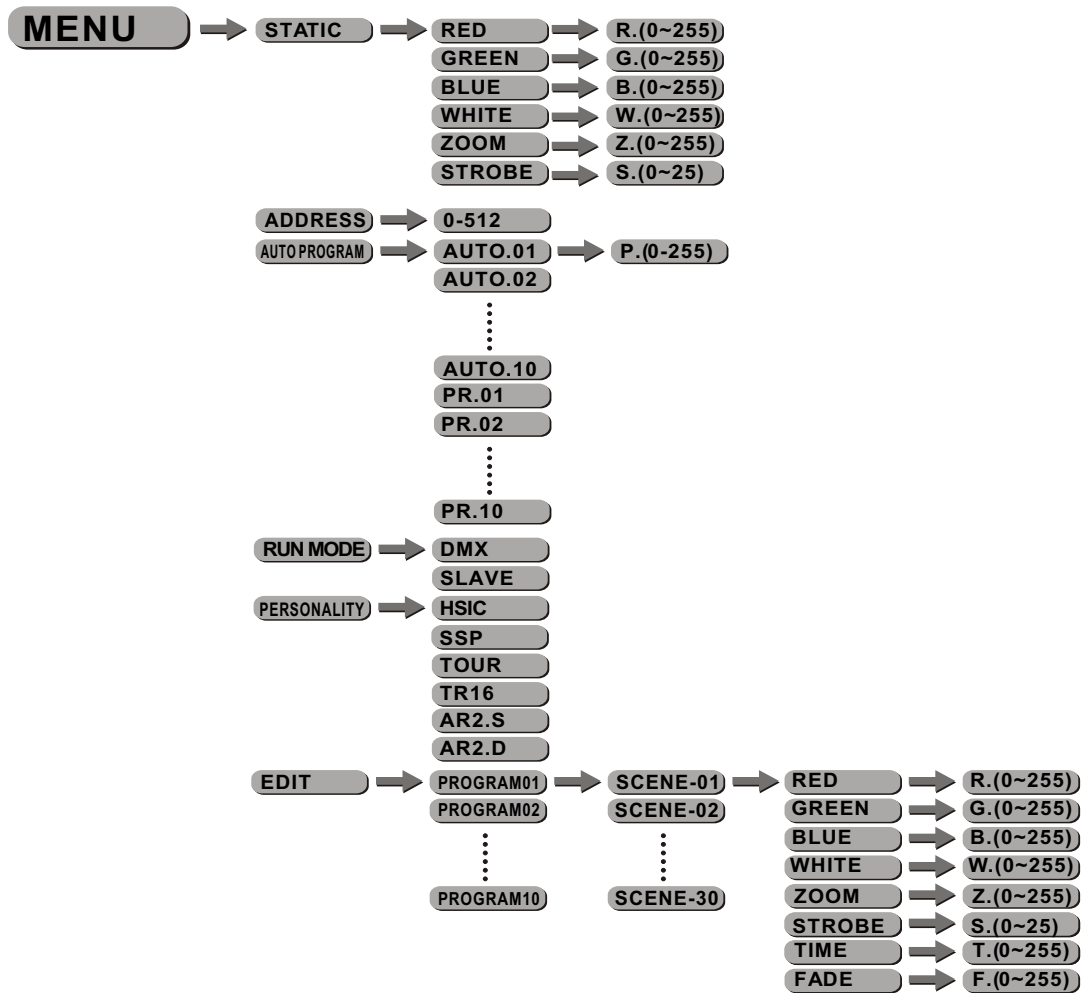 MENU STATIC RED R.(0~255)
GREEN G.(0~255)
BLUE B.(0~255)
WHITE W.(0~255)
ZOOM Z.(0~255)
STROBE S.(0~25)
ADDRESS 0-512
AUTO PROGRAM AUTO.01 P.(0-255)
AUTO.02
AUTO.10
PR.01
PR.02
PR.10
RUN MODE DMX
SLAVE
PERSONALITY HSIC
SSP
TOUR
TR16
AR2.S
AR2.D
EDIT PROGRAM01 SCENE-01 RED R.(0~255)
PROGRAM02 SCENE-02 GREEN G.(0~255)
BLUE B.(0~255)
WHITE W.(0~255)
PROGRAM10 SCENE-30 ZOOM Z.(0~255)
STROBE S.(0~25)
TIME T.(0~255)
FADE F.(0~255)